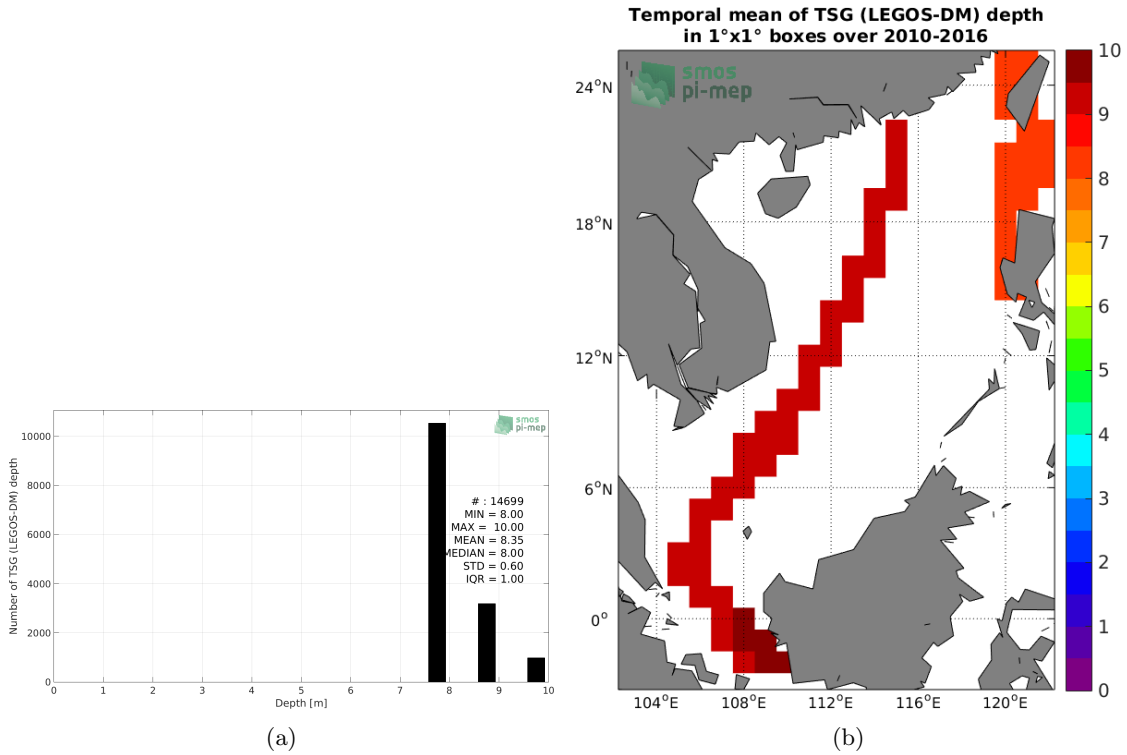 Temporal mean of TSG (LEGOS-DM) depth
in 1°x1° boxes over 2010-2016
smos
pi-mep
24°N
18°N
12°N
6°N
0°
104°E
108°E
112°E
116°E
120°E
10
9
8
7
6
5
4
3
2
1
0
smos
pi-mep
# : 14699
MIN = 8.00
MAX = 10.00
MEAN = 8.35
MEDIAN = 8.00
STD = 0.60
IQR = 1.00
Number of TSG (LEGOS-DM) depth
10000
8000
6000
4000
2000
0
0 1 2 3 4 5 6 7 8 9 10
Depth [m]
(a)
(b)